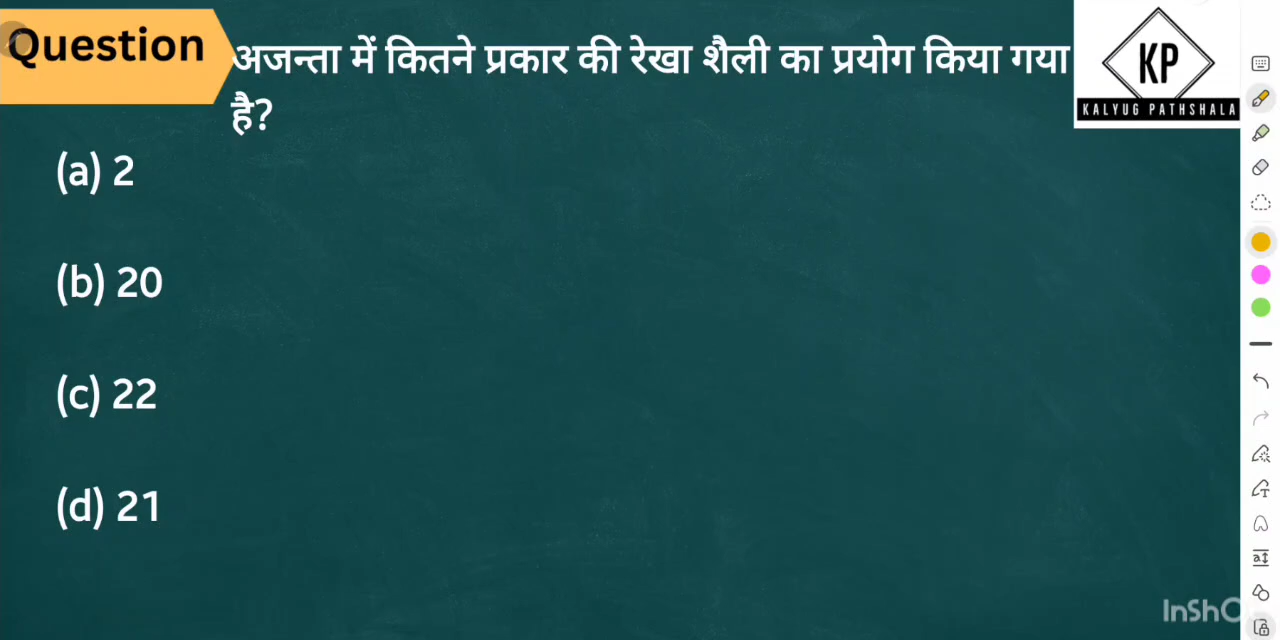 Question
अजन्ता में कितने प्रकार की रेखा शैली का प्रयोग किया गया
है?
KP
KALYUG PATHSHALA
(a) 2
(b) 20
(c) 22
(d) 21
InShO